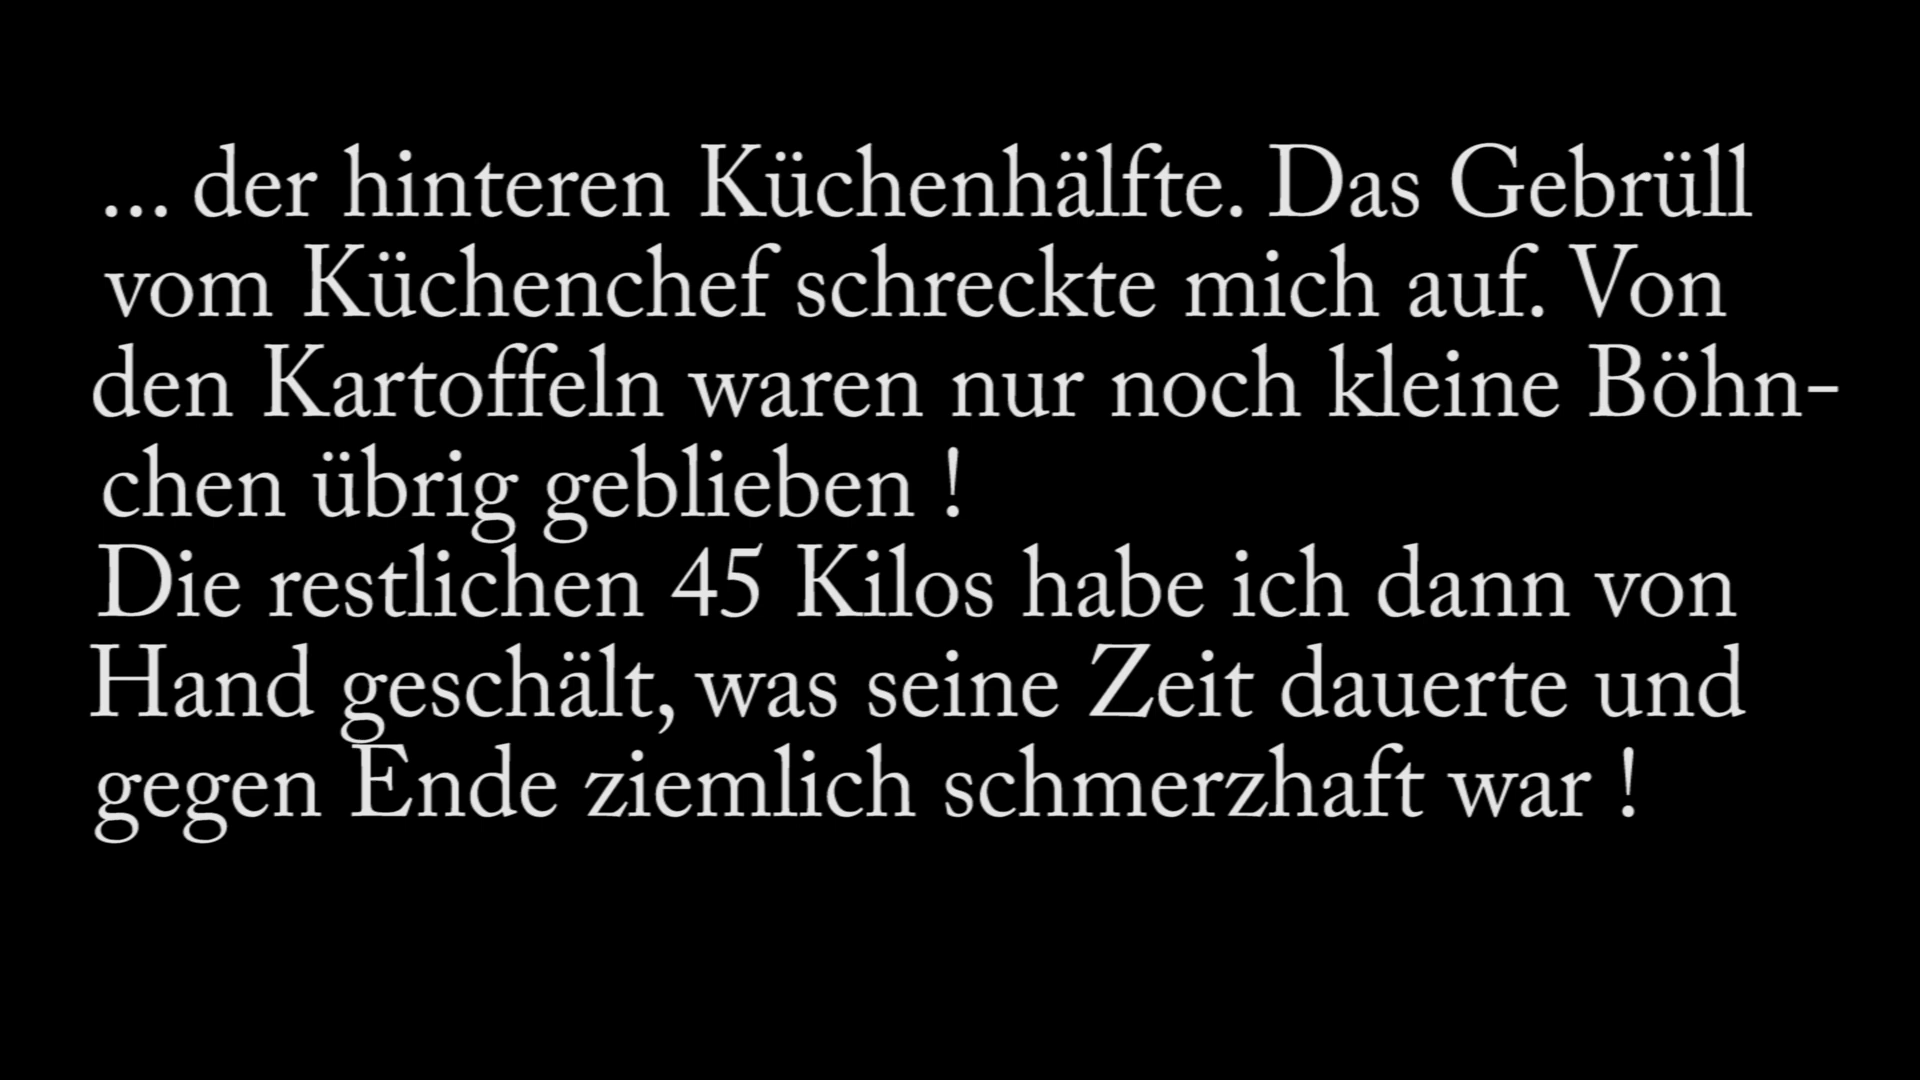 ... der hinteren Küchenhälfte. Das Gebrüll
vom Küchenchef schreckte mich auf. Von
den Kartoffeln waren nur noch kleine Böhn-
chen übrig geblieben !
Die restlichen 45 Kilos habe ich dann von
Hand geschält, was seine Zeit dauerte und
gegen Ende ziemlich schmerzhaft war !